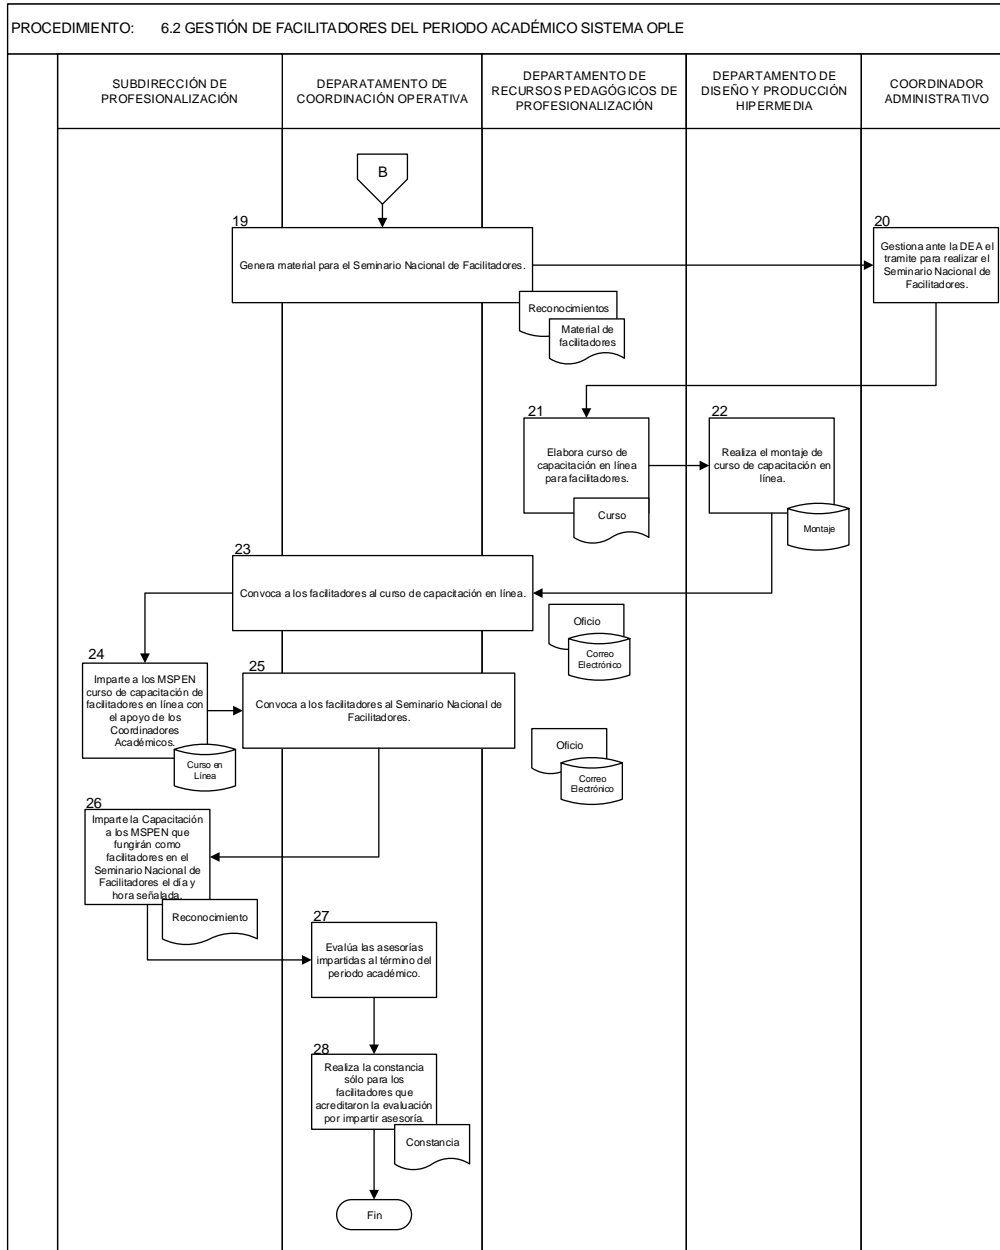 PROCEDIMIENTO: 6.2 GESTIÓN DE FACILITADORES DEL PERIODO ACADÉMICO SISTEMA OPLE
SUBDIRECCIÓN DE
PROFESIONALIZACIÓN
DEPARATAMENTO DE
COORDINACIÓN OPERATIVA
DEPARTAMENTO DE
RECURSOS PEDAGÓGICOS DE
PROFESIONALIZACIÓN
DEPARTAMENTO DE
DISEÑO Y PRODUCCIÓN
HIPERMEDIA
COORDINADOR
ADMINISTRATIVO
B
19
Genera material para el Seminario Nacional de Facilitadores.
Reconocimientos
Material de
facilitadores
20
Gestiona ante la DEA el
tramite para realizar el
Seminario Nacional de
Facilitadores.
21
Elabora curso de
capacitación en línea
para facilitadores.
Curso
22
Realiza el montaje de
curso de capacitación en
línea.
Montaje
23
Convoca a los facilitadores al curso de capacitación en línea.
Oficio
Correo
Electrónico
24
Imparte a los MSPEN
curso de capacitación de
facilitadores en línea con
el apoyo de los
Coordinadores
Académicos.
Curso en
Línea
25
Convoca a los facilitadores al Seminario Nacional de
Facilitadores.
Oficio
Correo
Electrónico
26
Imparte la Capacitación
a los MSPEN que
fungirán como
facilitadores en el
Seminario Nacional de
Facilitadores el día y
hora señalada.
Reconocimiento
27
Evalúa las asesorías
impartidas al término del
periodo académico.
28
Realiza la constancia
sólo para los
facilitadores que
acreditaron la evaluación
por impartir asesoría.
Constancia
Fin